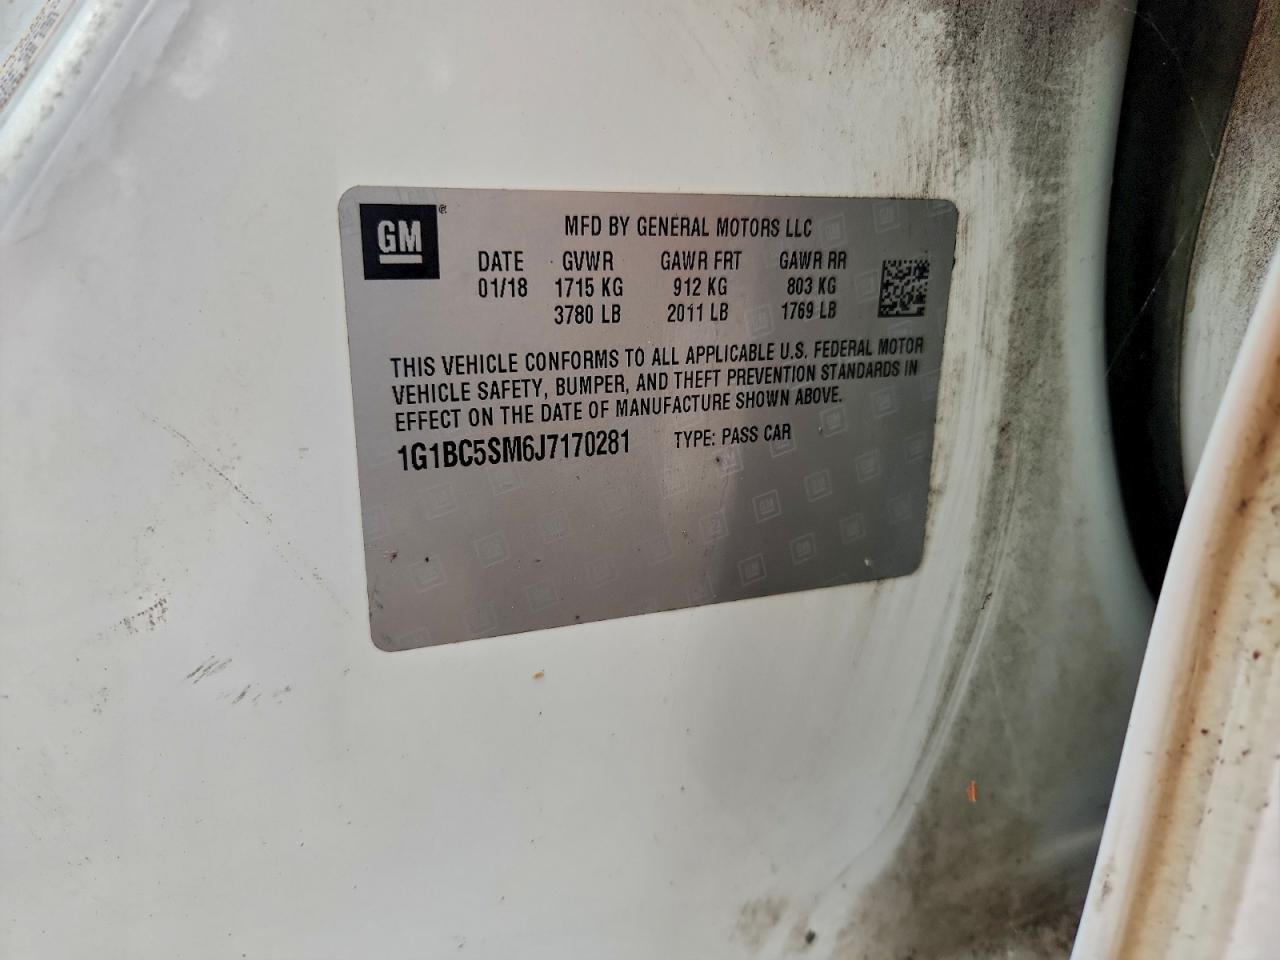 GM®
MFD BY GENERAL MOTORS LLC
DATE GVWR GAWR FRT GAWR RR
01/18 1715 KG 912 KG 803 KG
3780 LB 2011 LB 1769 LB
THIS VEHICLE CONFORMS TO ALL APPLICABLE U.S. FEDERAL MOTOR
VEHICLE SAFETY, BUMPER, AND THEFT PREVENTION STANDARDS IN
EFFECT ON THE DATE OF MANUFACTURE SHOWN ABOVE.
1G1BC5SM6J7170281 TYPE: PASS CAR